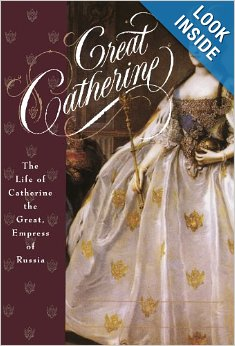 LOOK
INSIDE
Great
Catherine
The
Life of
Catherine
the
Great,
Empress
of
Russia